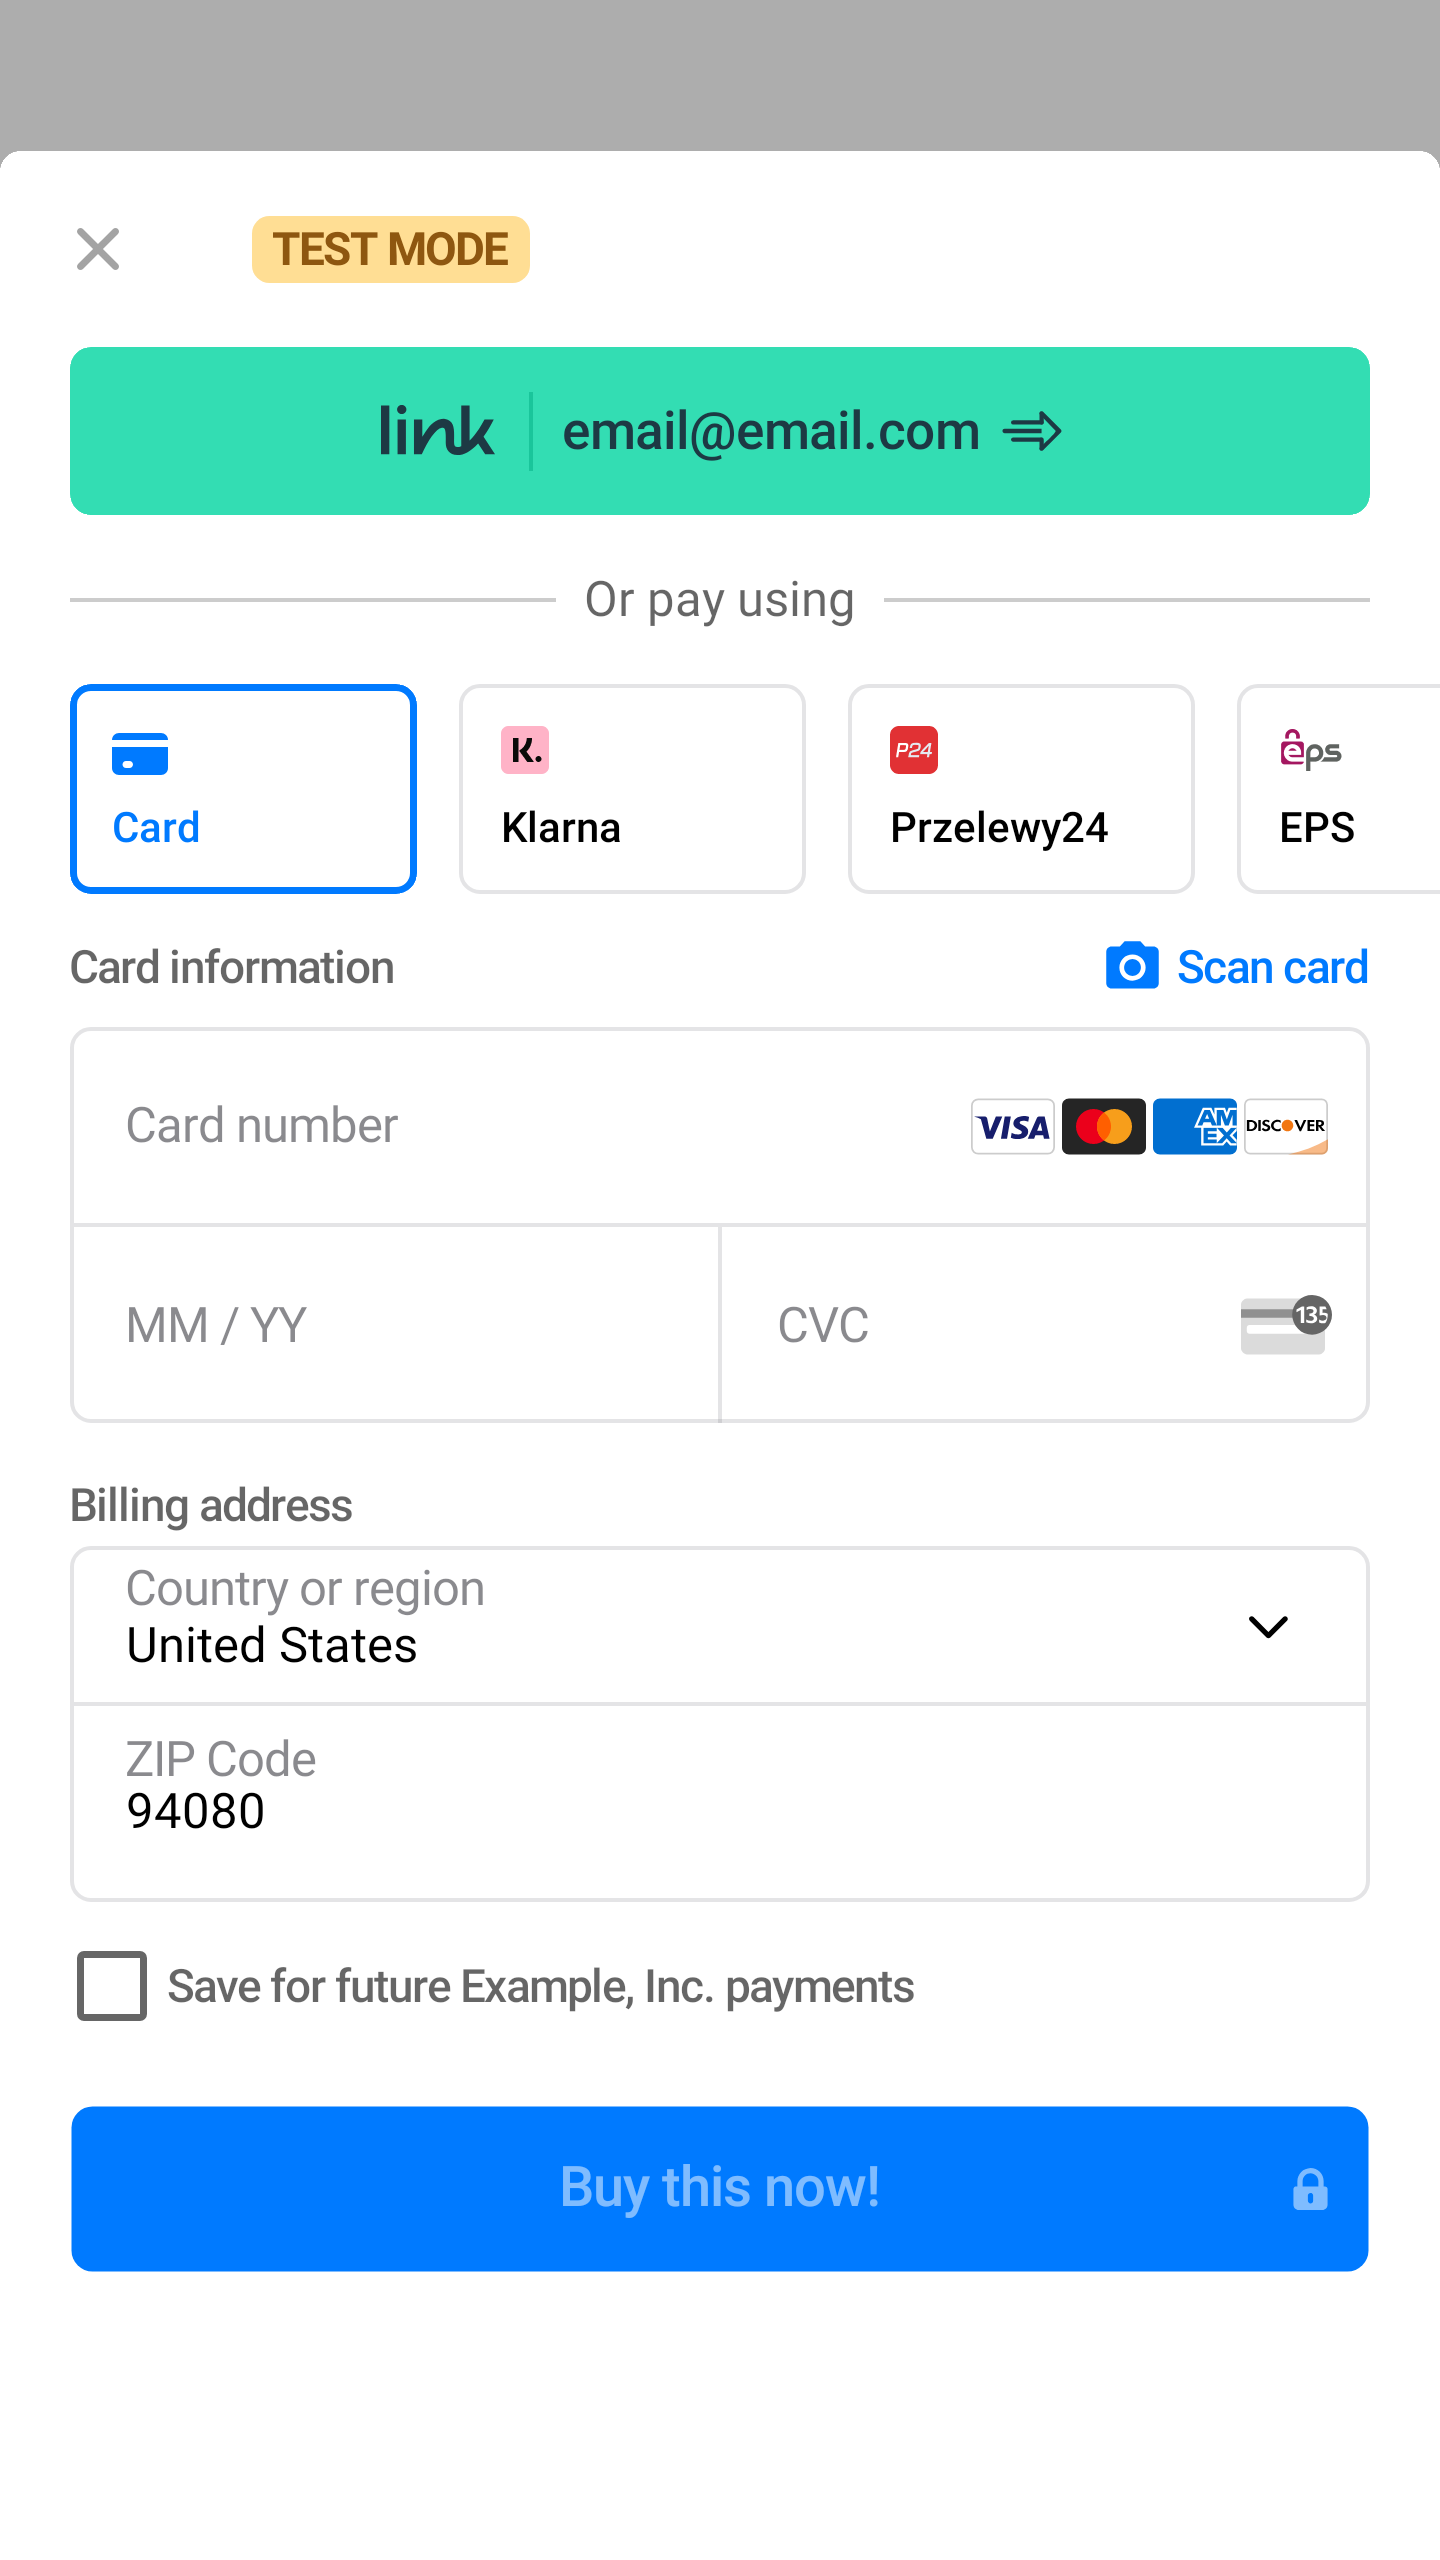 TEST MODE
link email@email.com
Or pay using
Card
Klarna
Przelewy24
EPS
K.
P24
eps
Card information
Scan card
Card number
VISA
AM
EX
DISCOVER
MM / YY
CVC
135
Billing address
Country or region
United States
ZIP Code
94080
Save for future Example, Inc. payments
Buy this now!